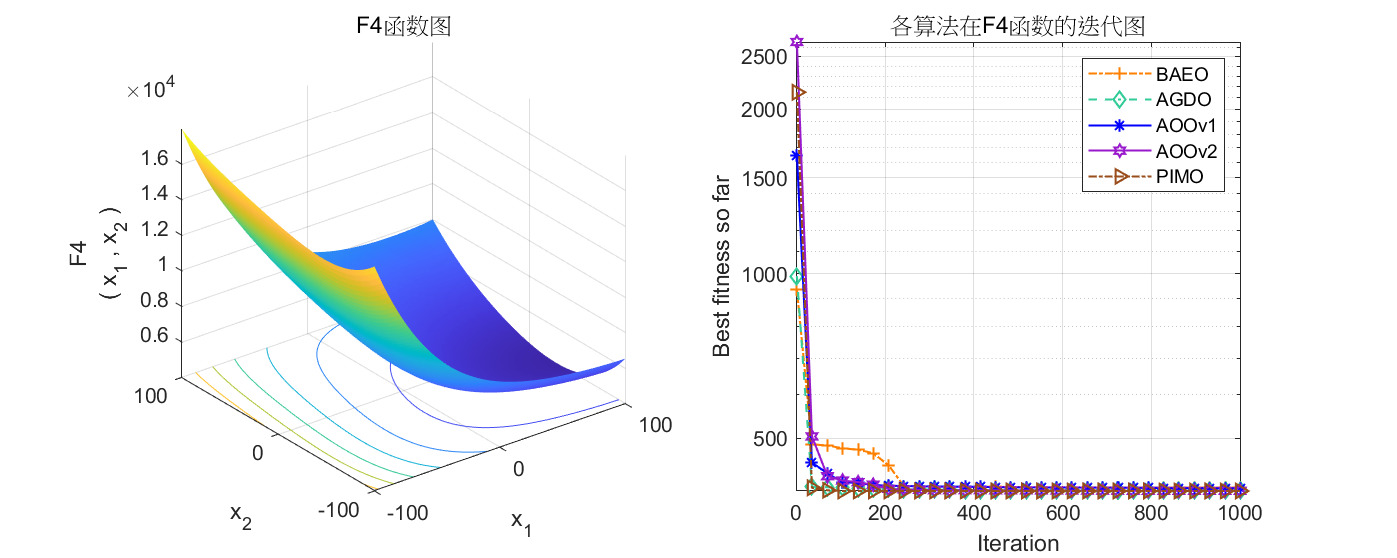 F4函数图
×10⁴
1.6
1.4
1.2
1
0.8
0.6
F4
( x₁ , x₂ )
100
0
-100
x₂
-100
0
100
x₁
各算法在F4函数的迭代图
2500
2000
1500
1000
500
Best fitness so far
BAEO
AGDO
AOOv1
AOOv2
PIMO
0
200
400
600
800
1000
Iteration